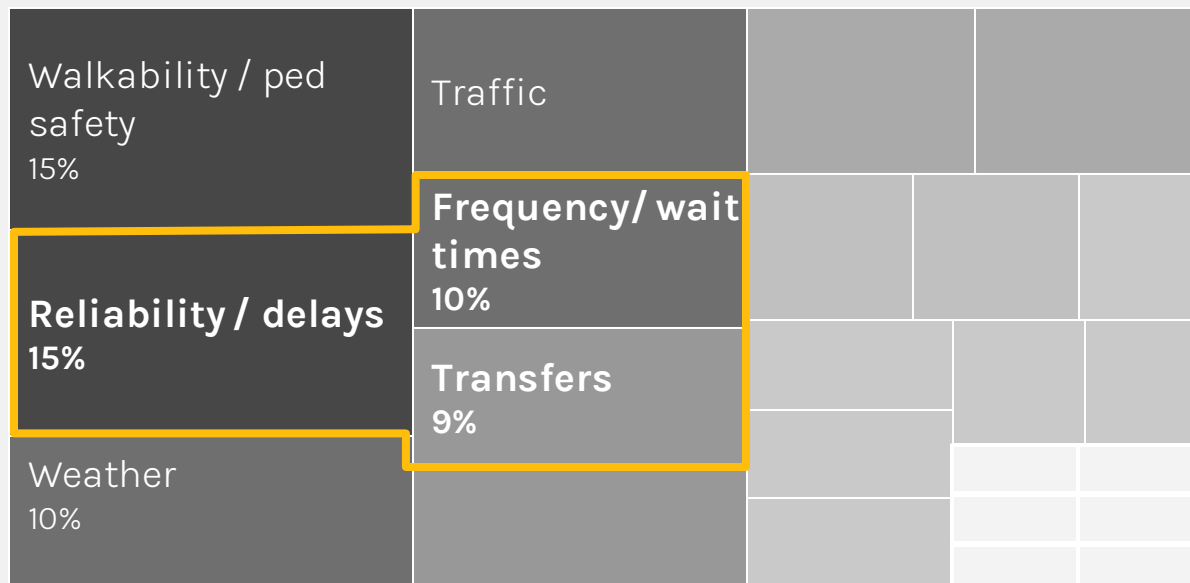 Walkability / ped
safety
15%
Reliability / delays
15%
Weather
10%
Traffic
Frequency/ wait
times
10%
Transfers
9%